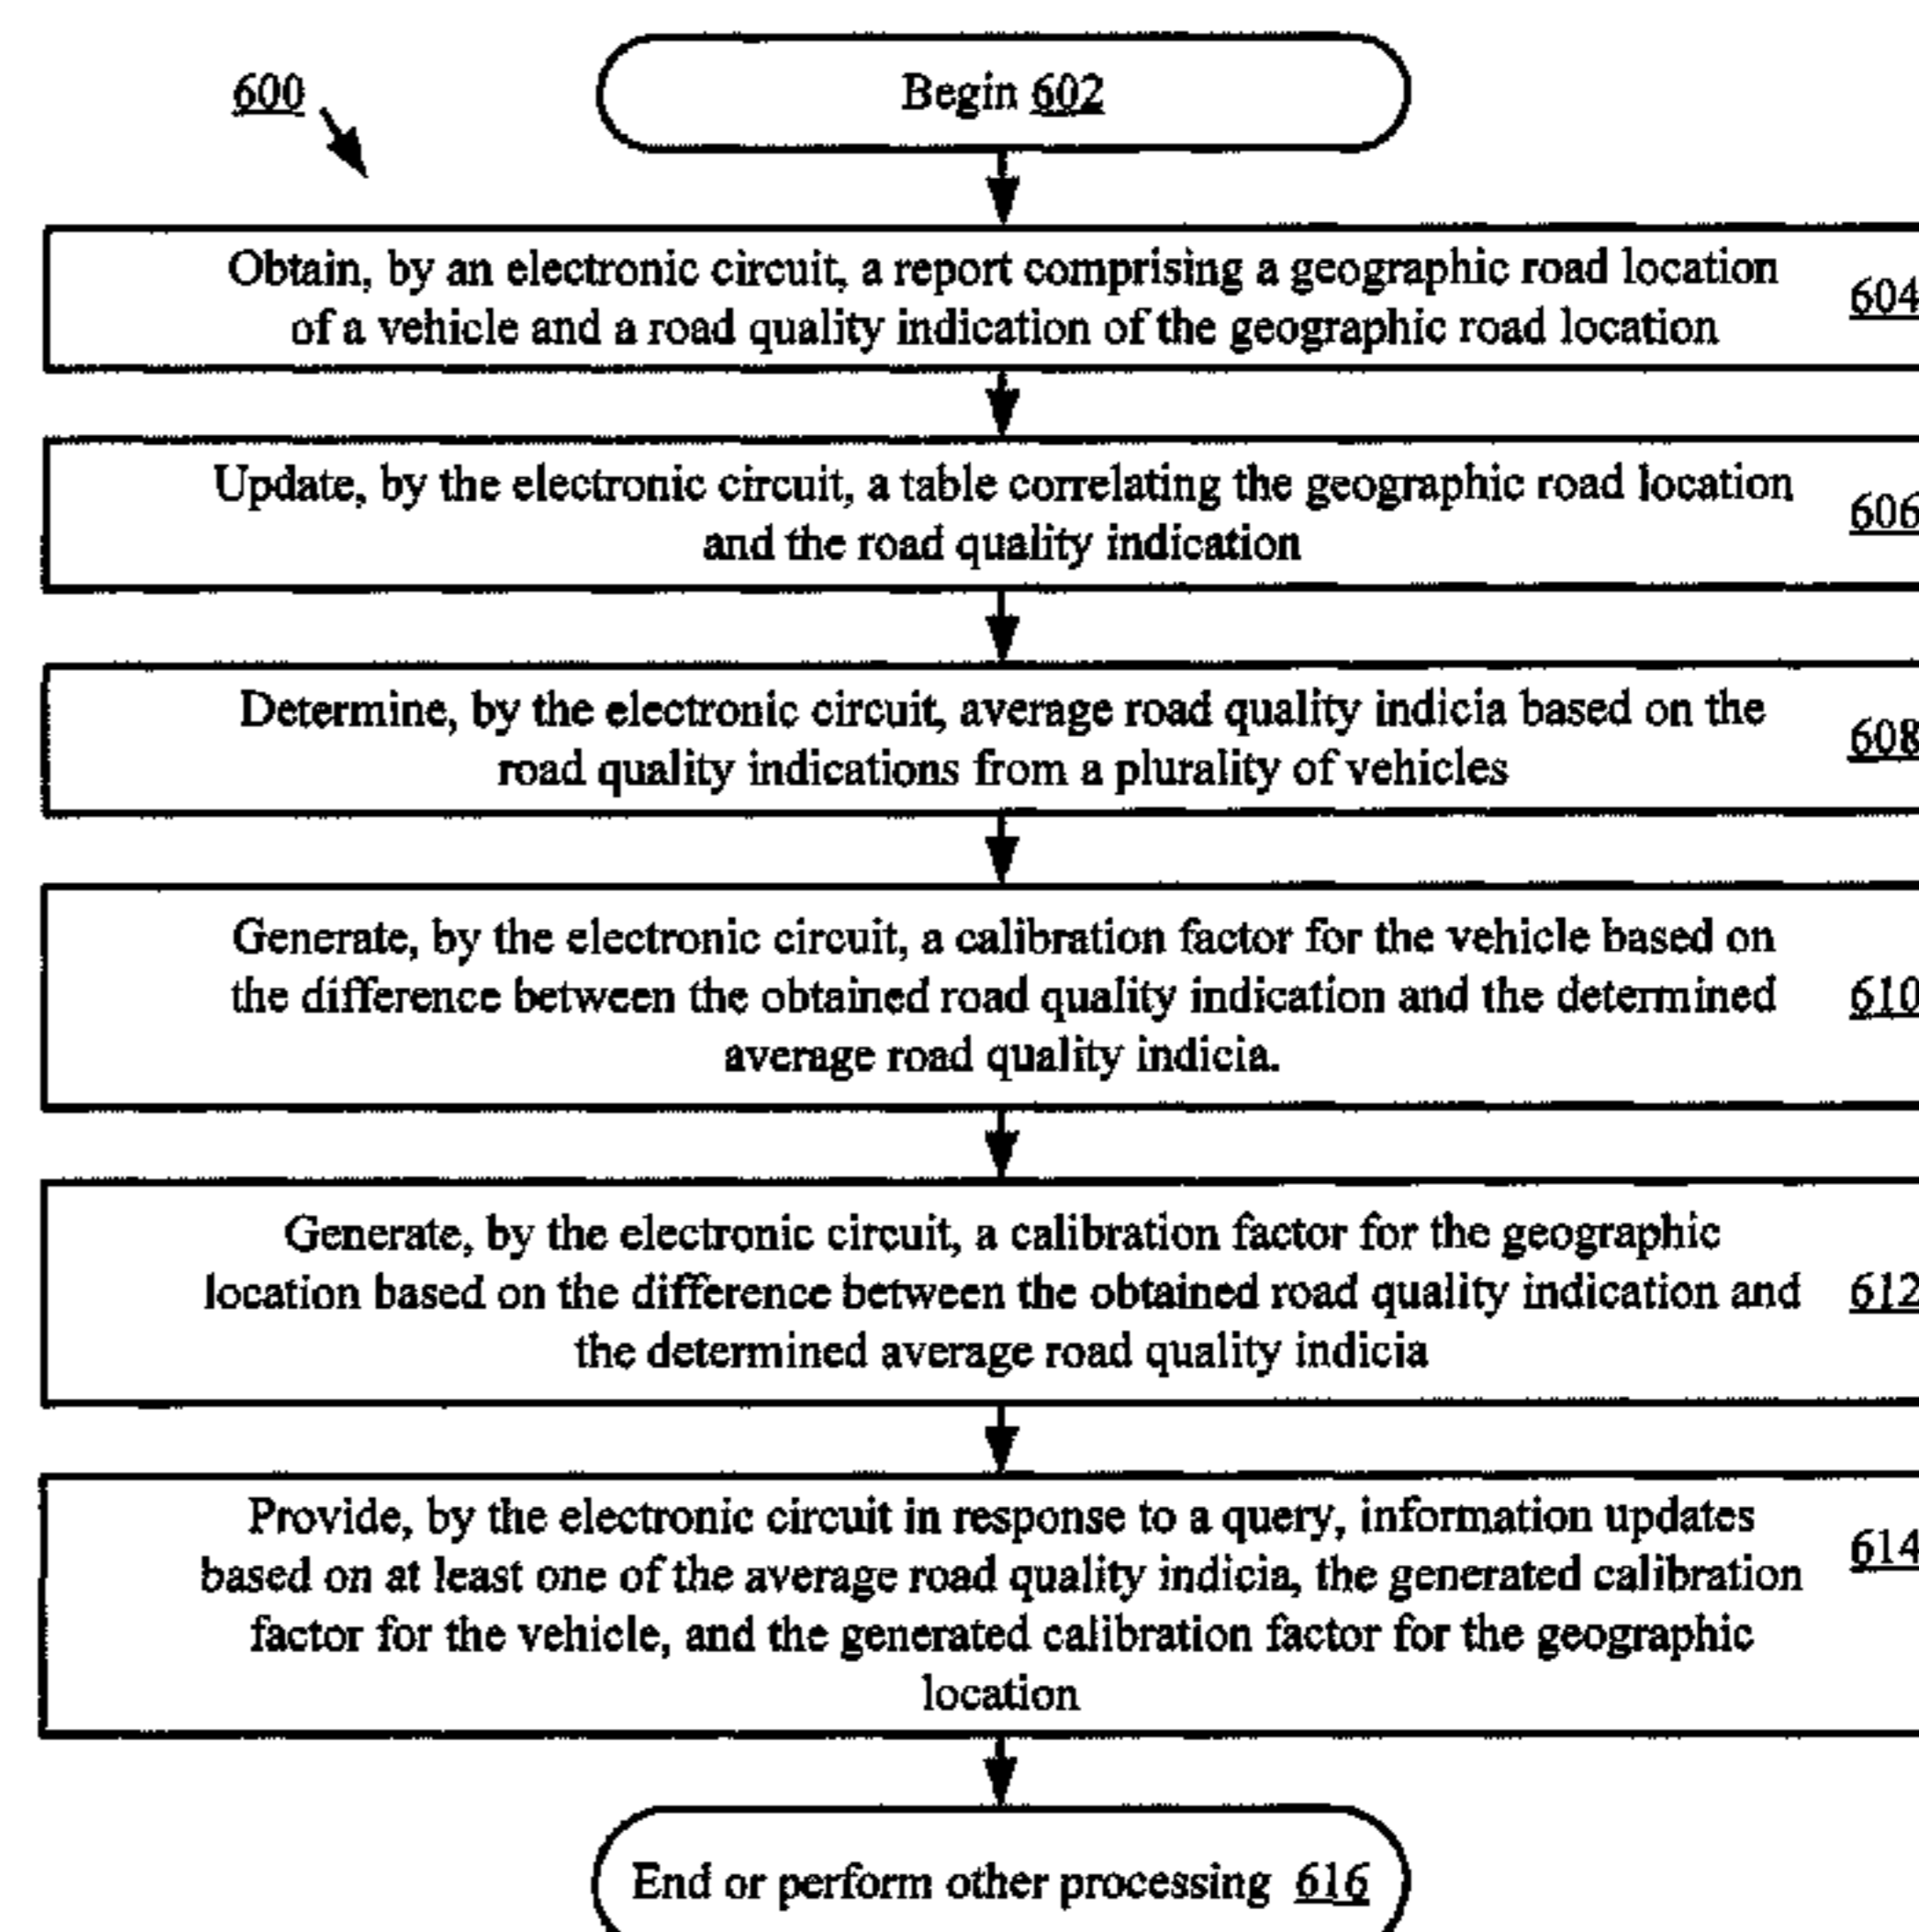 600
Begin 602
Obtain, by an electronic circuit, a report comprising a geographic road location
of a vehicle and a road quality indication of the geographic road location
604
Update, by the electronic circuit, a table correlating the geographic road location
and the road quality indication
606
Determine, by the electronic circuit, average road quality indicia based on the
road quality indications from a plurality of vehicles
608
Generate, by the electronic circuit, a calibration factor for the vehicle based on
the difference between the obtained road quality indication and the determined
average road quality indicia.
610
Generate, by the electronic circuit, a calibration factor for the geographic
location based on the difference between the obtained road quality indication and
the determined average road quality indicia
612
Provide, by the electronic circuit in response to a query, information updates
based on at least one of the average road quality indicia, the generated calibration
factor for the vehicle, and the generated calibration factor for the geographic
location
614
End or perform other processing 616